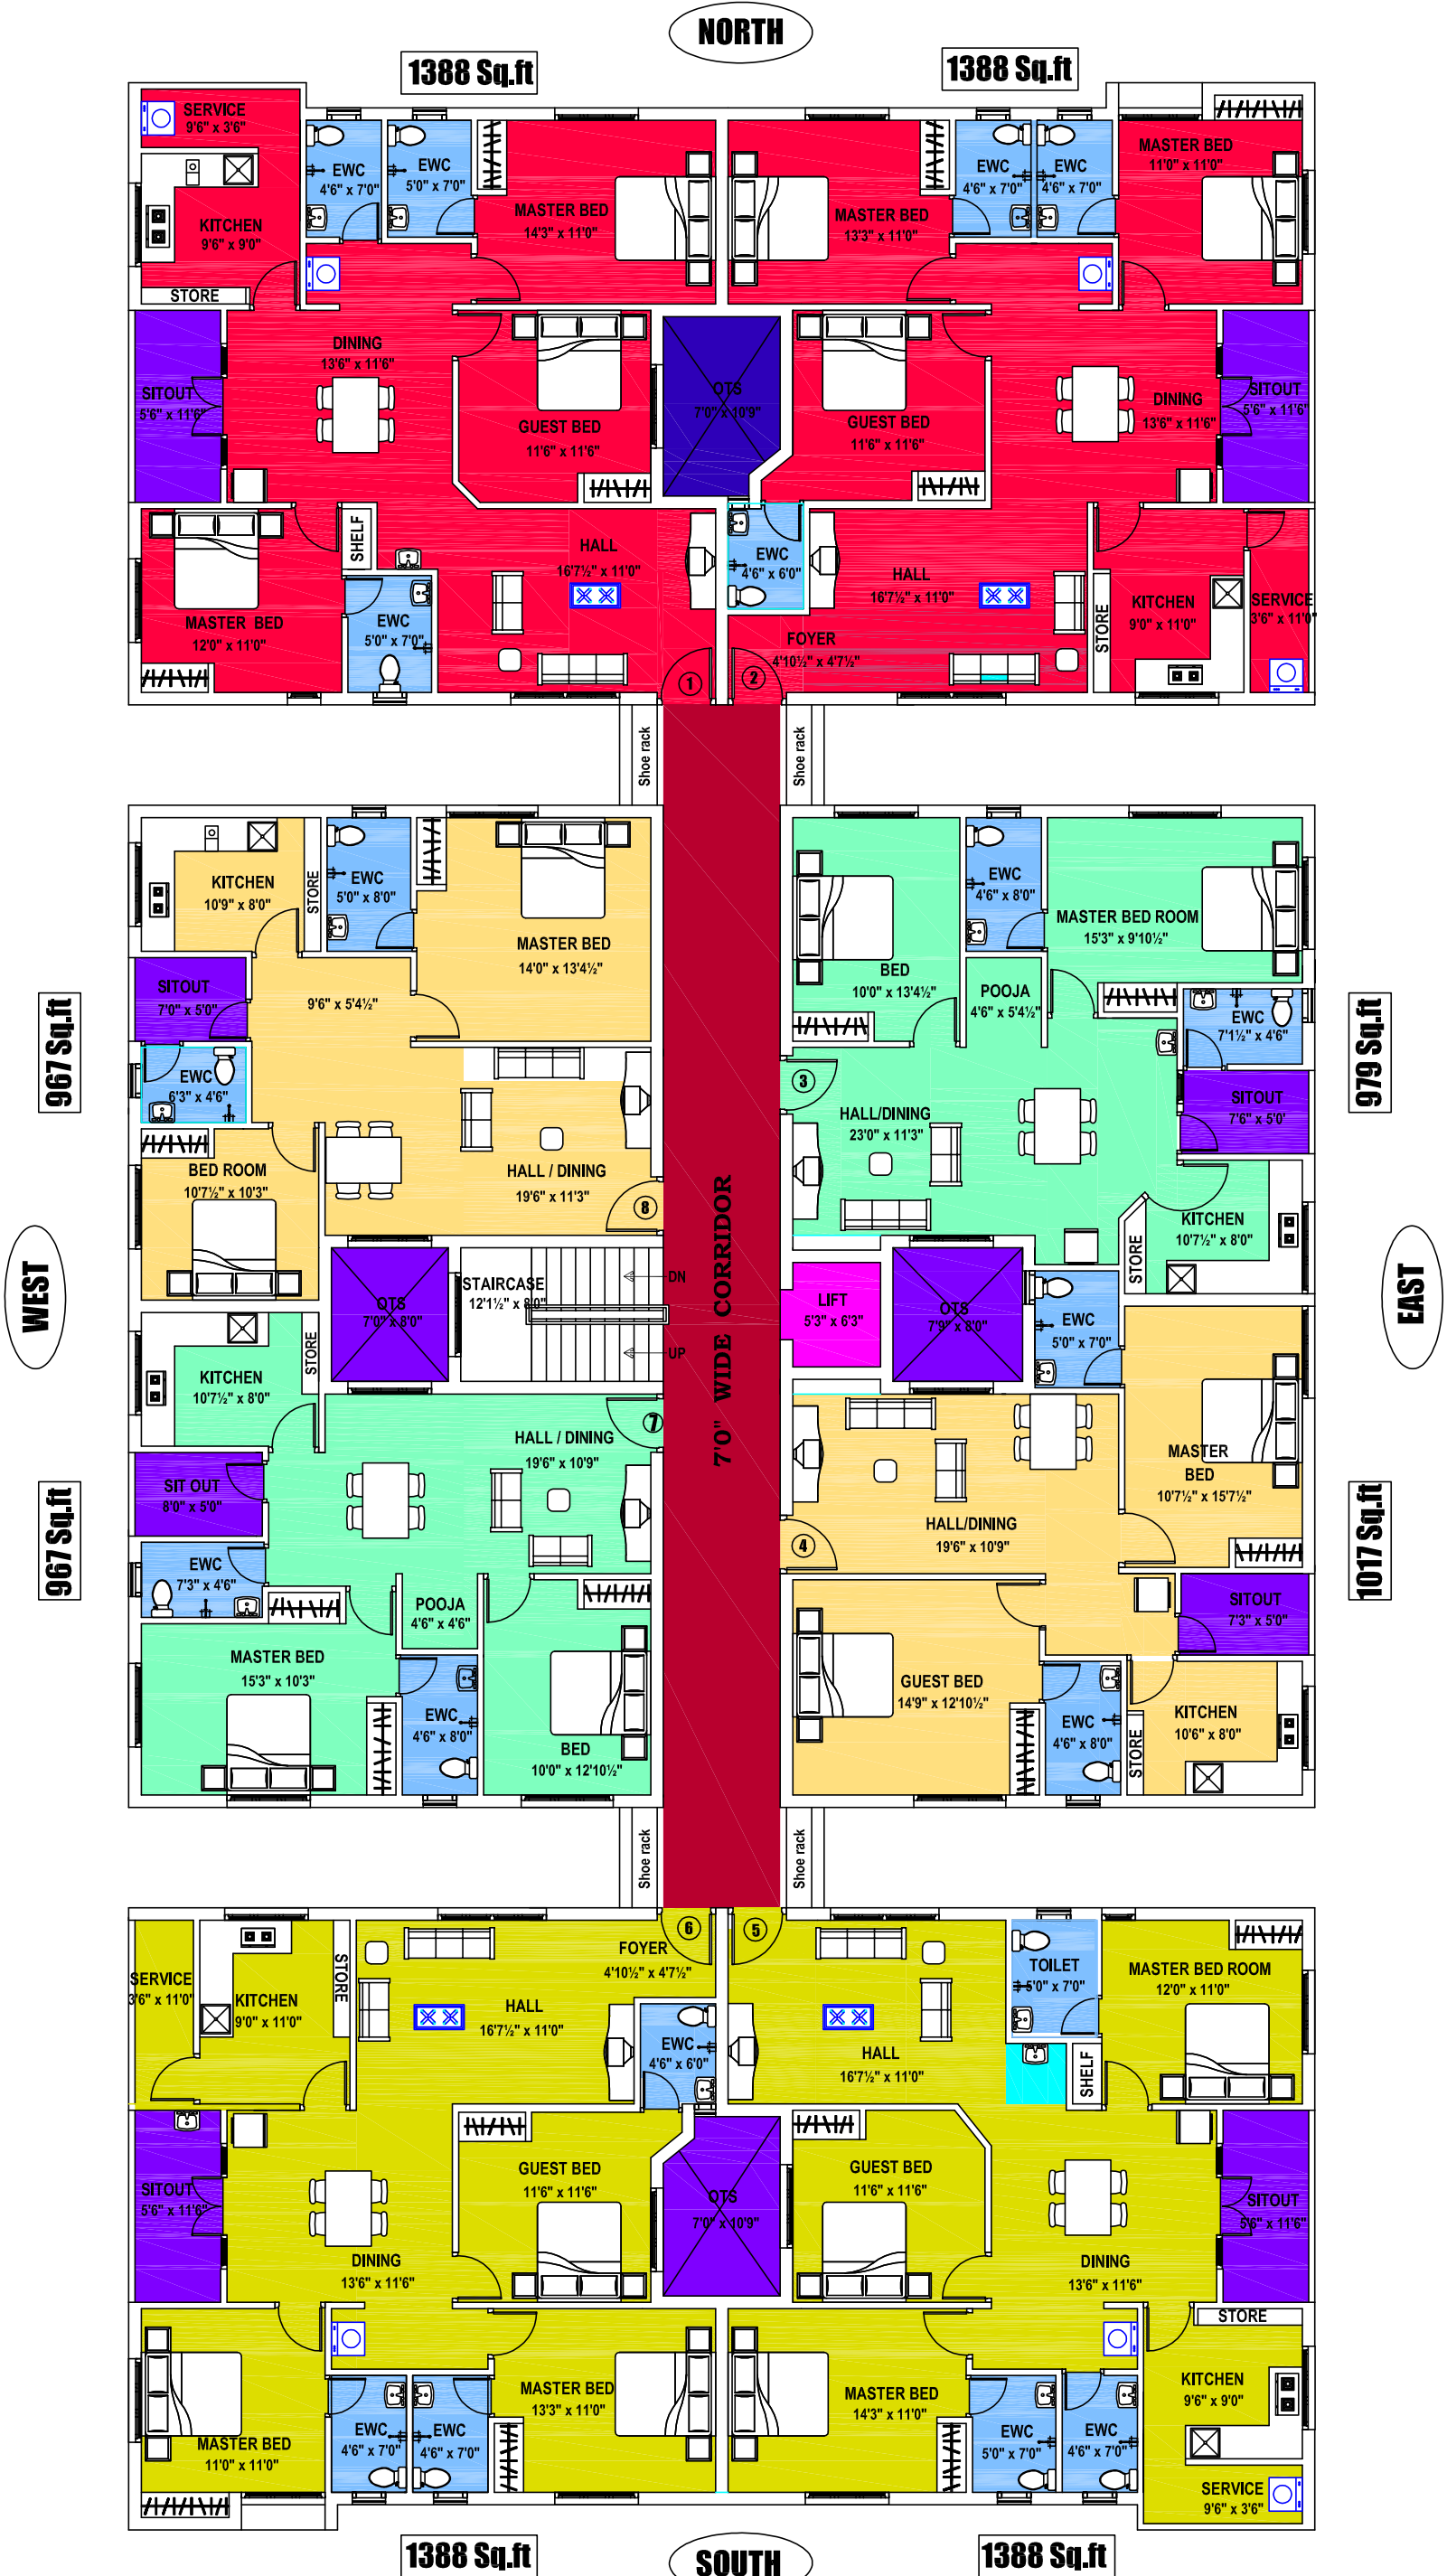 NORTH
1388 Sq.ft
1388 Sq.ft
SERVICE
9'6" x 3'6"
EWC
4'6" x 7'0"
EWC
5'0" x 7'0"
MASTER BED
14'3" x 11'0"
KITCHEN
9'6" x 9'0"
STORE
MASTER BED
13'3" x 11'0"
EWC
4'6" x 7'0"
EWC
4'6" x 7'0"
MASTER BED
11'0" x 11'0"
DINING
13'6" x 11'6"
SITOUT
5'6" x 11'6"
GUEST BED
11'6" x 11'6"
OTS
7'0" x 10'9"
GUEST BED
11'6" x 11'6"
DINING
13'6" x 11'6"
SITOUT
5'6" x 11'6"
SHELF
HALL
16'7½" x 11'0"
MASTER BED
12'0" x 11'0"
EWC
5'0" x 7'0"
EWC
4'6" x 6'0"
HALL
16'7½" x 11'0"
FOYER
4'10½" x 4'7½"
STORE
KITCHEN
9'0" x 11'0"
SERVICE
3'6" x 11'0"
1
2
Shoe rack
Shoe rack
KITCHEN
10'9" x 8'0"
STORE
EWC
5'0" x 8'0"
MASTER BED
14'0" x 13'4½"
SITOUT
7'0" x 5'0"
9'6" x 5'4½"
EWC
6'3" x 4'6"
BED ROOM
10'7½" x 10'3"
HALL / DINING
19'6" x 11'3"
8
967 Sq.ft
BED
10'0" x 13'4½"
EWC
4'6" x 8'0"
MASTER BED ROOM
15'3" x 9'10½"
POOJA
4'6" x 5'4½"
EWC
7'1½" x 4'6"
SITOUT
7'6" x 5'0'
3
HALL/DINING
23'0" x 11'3"
KITCHEN
10'7½" x 8'0"
STORE
979 Sq.ft
7'0" WIDE CORRIDOR
WEST
EAST
OTS
7'0" x 8'0"
STAIRCASE
12'1½" x 8'0"
DN
UP
LIFT
5'3" x 6'3"
OTS
7'9" x 8'0"
EWC
5'0" x 7'0"
KITCHEN
10'7½" x 8'0"
STORE
HALL / DINING
19'6" x 10'9"
7
SIT OUT
8'0" x 5'0"
EWC
7'3" x 4'6"
POOJA
4'6" x 4'6"
MASTER BED
15'3" x 10'3"
EWC
4'6" x 8'0"
BED
10'0" x 12'10½"
967 Sq.ft
MASTER
BED
10'7½" x 15'7½"
HALL/DINING
19'6" x 10'9"
4
SITOUT
7'3" x 5'0"
GUEST BED
14'9" x 12'10½"
EWC
4'6" x 8'0"
STORE
KITCHEN
10'6" x 8'0"
1017 Sq.ft
Shoe rack
Shoe rack
6
5
FOYER
4'10½" x 4'7½"
SERVICE
3'6" x 11'0"
KITCHEN
9'0" x 11'0"
STORE
HALL
16'7½" x 11'0"
EWC
4'6" x 6'0"
HALL
16'7½" x 11'0"
TOILET
5'0" x 7'0"
MASTER BED ROOM
12'0" x 11'0"
SHELF
SITOUT
5'6" x 11'6"
GUEST BED
11'6" x 11'6"
OTS
7'0" x 10'9"
GUEST BED
11'6" x 11'6"
SITOUT
5'6" x 11'6"
DINING
13'6" x 11'6"
DINING
13'6" x 11'6"
STORE
MASTER BED
11'0" x 11'0"
EWC
4'6" x 7'0"
EWC
4'6" x 7'0"
MASTER BED
13'3" x 11'0"
MASTER BED
14'3" x 11'0"
EWC
5'0" x 7'0"
EWC
4'6" x 7'0"
KITCHEN
9'6" x 9'0"
SERVICE
9'6" x 3'6"
1388 Sq.ft
1388 Sq.ft
SOUTH